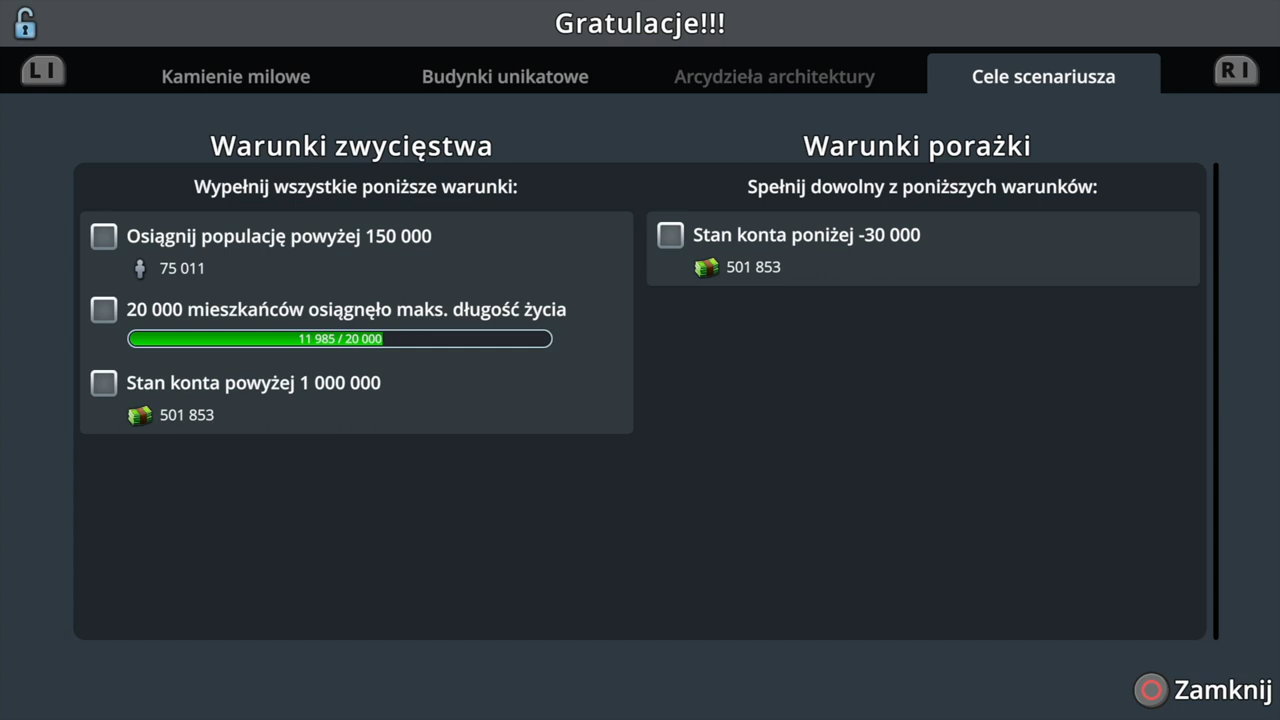 Gratulacje!!!
L1
Kamienie milowe
Budynki unikatowe
Arcydzieła architektury
Cele scenariusza
R1
Warunki zwycięstwa
Wypełnij wszystkie poniższe warunki:
Osiągnij populację powyżej 150 000
75 011
20 000 mieszkańców osiągnęło maks. długość życia
11 985 / 20 000
Stan konta powyżej 1 000 000
501 853
Warunki porażki
Spełnij dowolny z poniższych warunków:
Stan konta poniżej -30 000
501 853
Zamknij